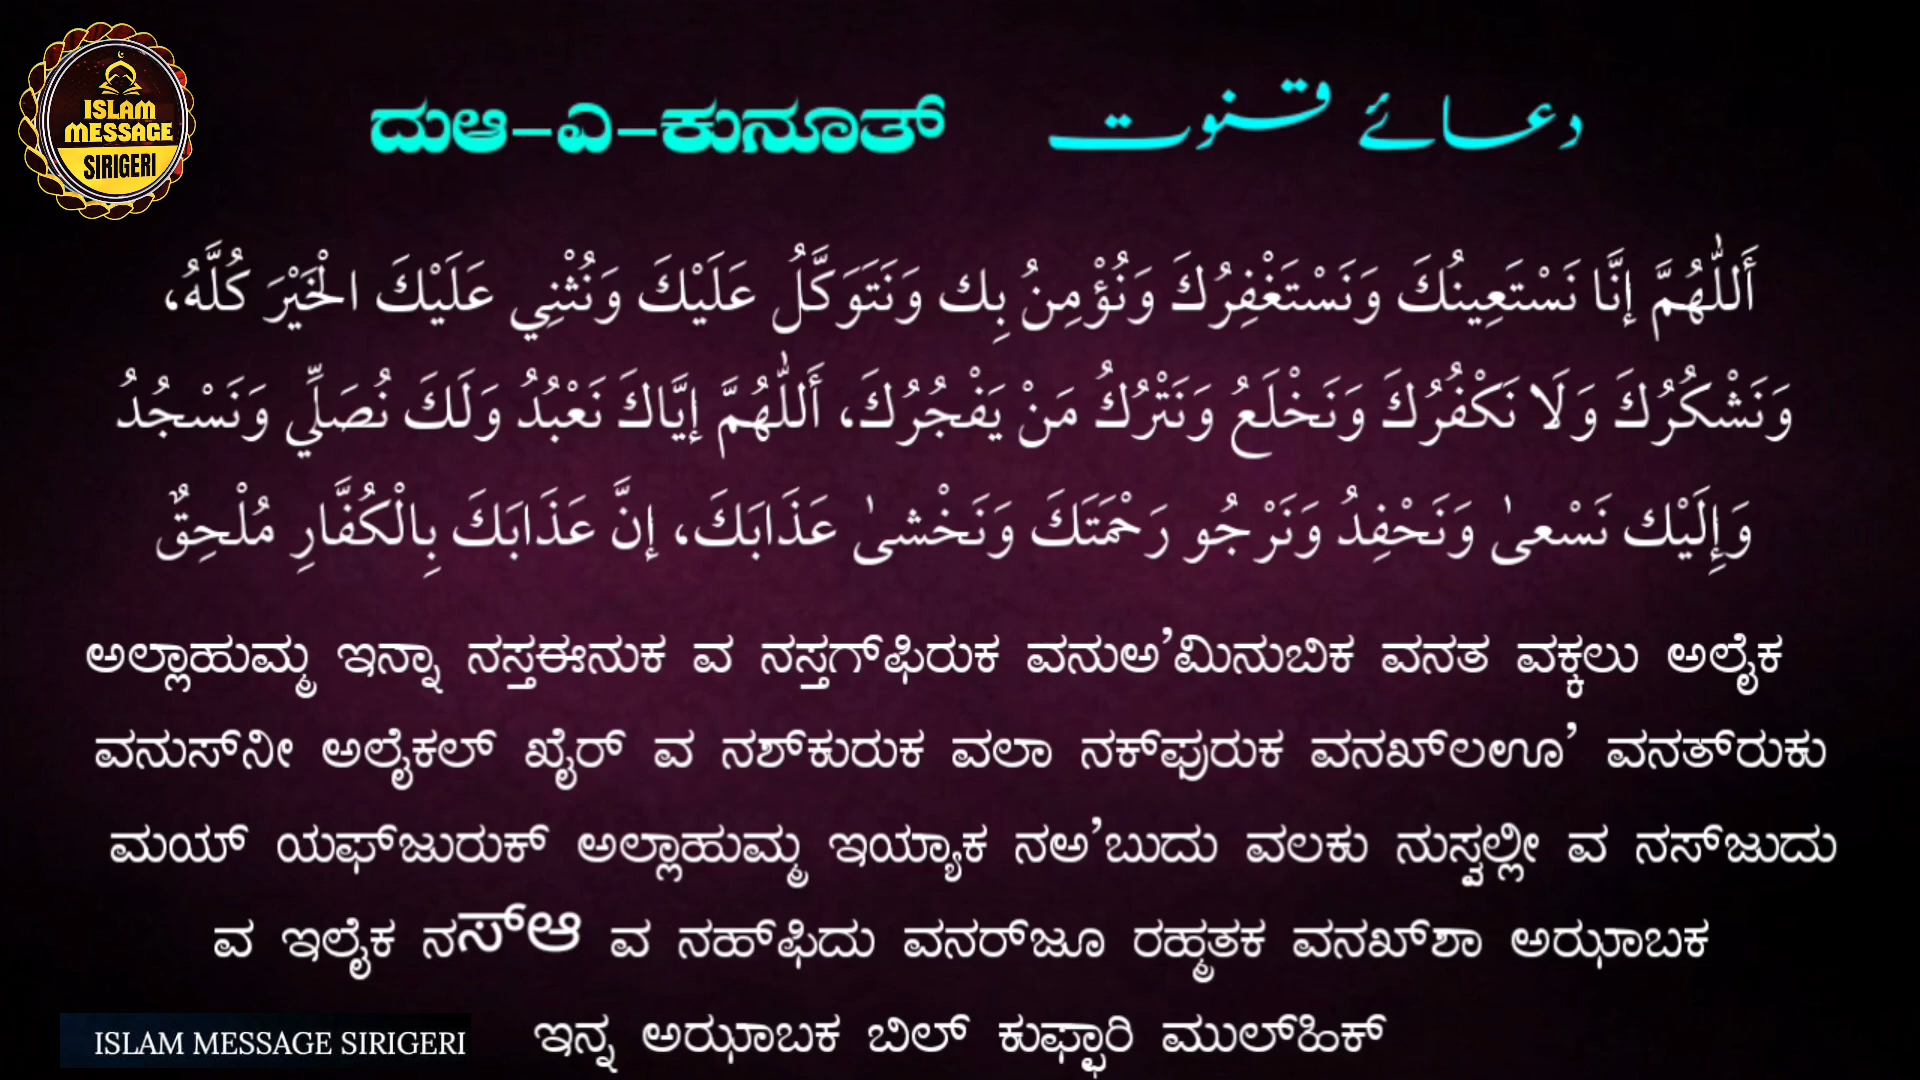 ISLAM
MESSAGE
SIRIGERI
ದುಆ-ಎ-ಕುನೂತ್ دعائے قنوت
أَللّٰهُمَّ إنَّا نَسْتَعِينُكَ وَنَسْتَغْفِرُكَ وَنُؤْمِنُ بِك وَنَتَوَكَّلُ عَلَيْكَ وَنُثْنِي عَلَيْكَ الْخَيْرَ كُلَّهُ،
وَنَشْكُرُكَ وَلَا نَكْفُرُكَ وَنَخْلَعُ وَنَتْرُكُ مَنْ يَفْجُرُكَ، أَللّٰهُمَّ إيَّاكَ نَعْبُدُ وَلَكَ نُصَلِّي وَنَسْجُدُ
وَإِلَيْك نَسْعىٰ وَنَحْفِدُ وَنَرْجُو رَحْمَتَكَ وَنَخْشىٰ عَذَابَكَ، إنَّ عَذَابَكَ بِالْكُفَّارِ مُلْحِقٌ
ಅಲ್ಲಾಹುಮ್ಮ ಇನ್ನಾ ನಸ್ತಈನುಕ ವ ನಸ್ತಗ್‌ಫಿರುಕ ವನುಅ’ಮಿನುಬಿಕ ವನತ ವಕ್ಕಲು ಅಲೈಕ
ವನುಸ್‌ನೀ ಅಲೈಕಲ್ ಖೈರ್ ವ ನಶ್‌ಕುರುಕ ವಲಾ ನಕ್‌ಫುರುಕ ವನಖ್‌ಲಊ’ ವನತ್‌ರುಕು
ಮಯ್ ಯಫ್‌ಜುರುಕ್ ಅಲ್ಲಾಹುಮ್ಮ ಇಯ್ಯಾಕ ನಅ’ಬುದು ವಲಕು ನುಸ್ವಲ್ಲೀ ವ ನಸ್‌ಜುದು
ವ ಇಲೈಕ ನಸ್‌ಆ ವ ನಹ್‌ಫಿದು ವನರ್‌ಜೂ ರಹ್ಮತಕ ವನಖ್‌ಶಾ ಅಝಾಬಕ
ಇನ್ನ ಅಝಾಬಕ ಬಿಲ್ ಕುಫ್ಫಾರಿ ಮುಲ್‌ಹಿಕ್
ISLAM MESSAGE SIRIGERI